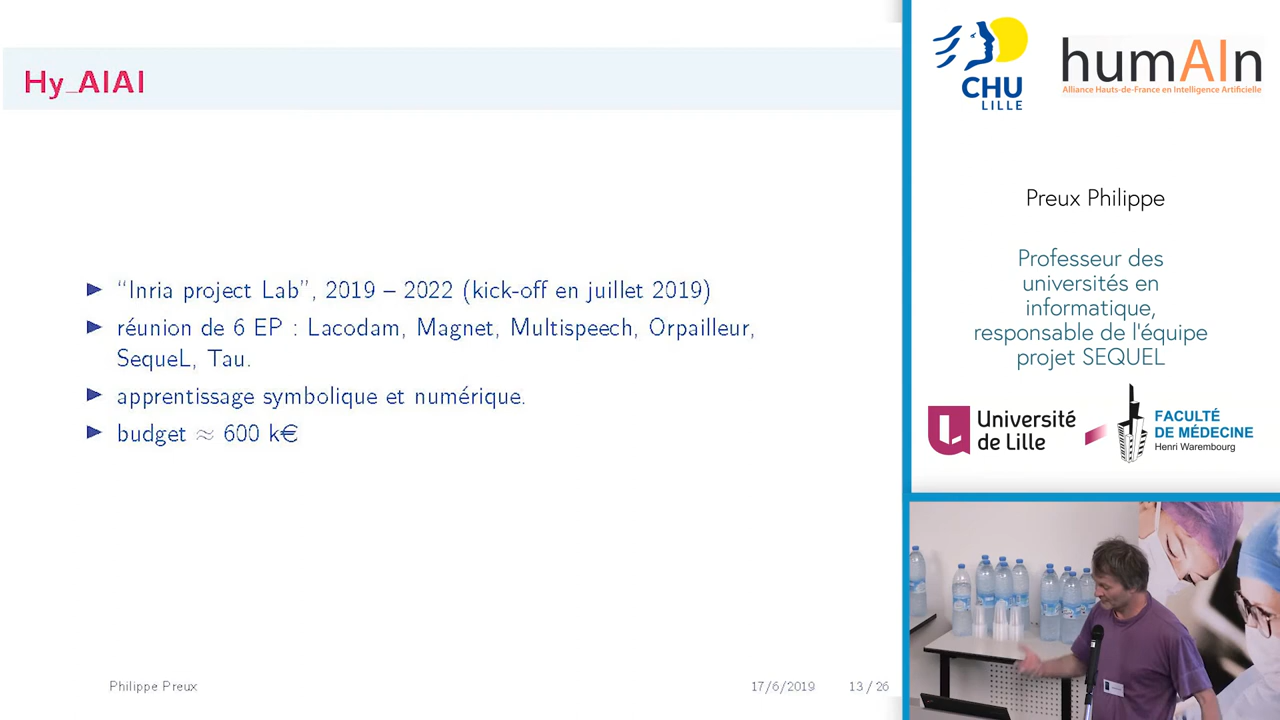 Hy_AIAI
▶ “Inria project Lab”, 2019 – 2022 (kick-off en juillet 2019)
▶ réunion de 6 EP : Lacodam, Magnet, Multispeech, Orpailleur,
SequeL, Tau.
▶ apprentissage symbolique et numérique.
▶ budget ≈ 600 k€
Philippe Preux
17/6/2019
13 / 26
CHU
LILLE
humAIn
Alliance Hauts-de-France en Intelligence Artificielle
Preux Philippe
Professeur des
universités en
informatique,
responsable de l'équipe
projet SEQUEL
Université
de Lille
FACULTÉ
DE MÉDECINE
Henri Warembourg